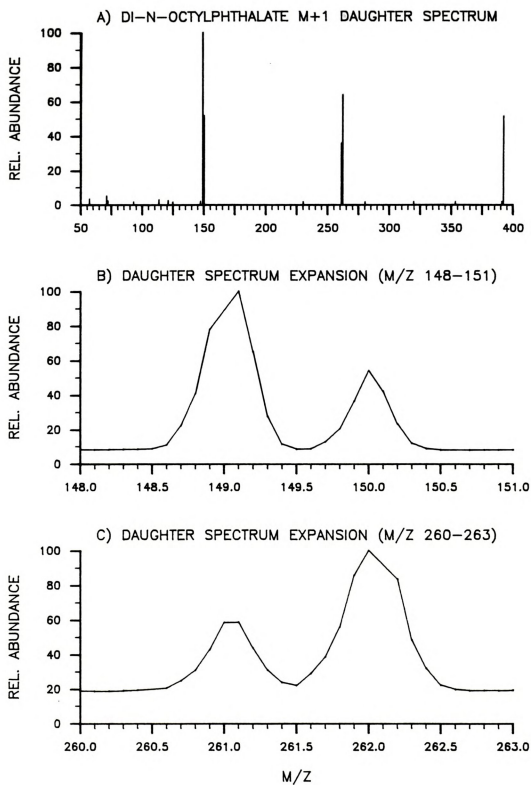 A) DI-N-OCTYLPHTHALATE M+1 DAUGHTER SPECTRUM
REL. ABUNDANCE
100
80
60
40
20
0
50 100 150 200 250 300 350 400
B) DAUGHTER SPECTRUM EXPANSION (M/Z 148-151)
REL. ABUNDANCE
100
80
60
40
20
0
148.0 148.5 149.0 149.5 150.0 150.5 151.0
C) DAUGHTER SPECTRUM EXPANSION (M/Z 260-263)
REL. ABUNDANCE
100
80
60
40
20
0
260.0 260.5 261.0 261.5 262.0 262.5 263.0
M/Z